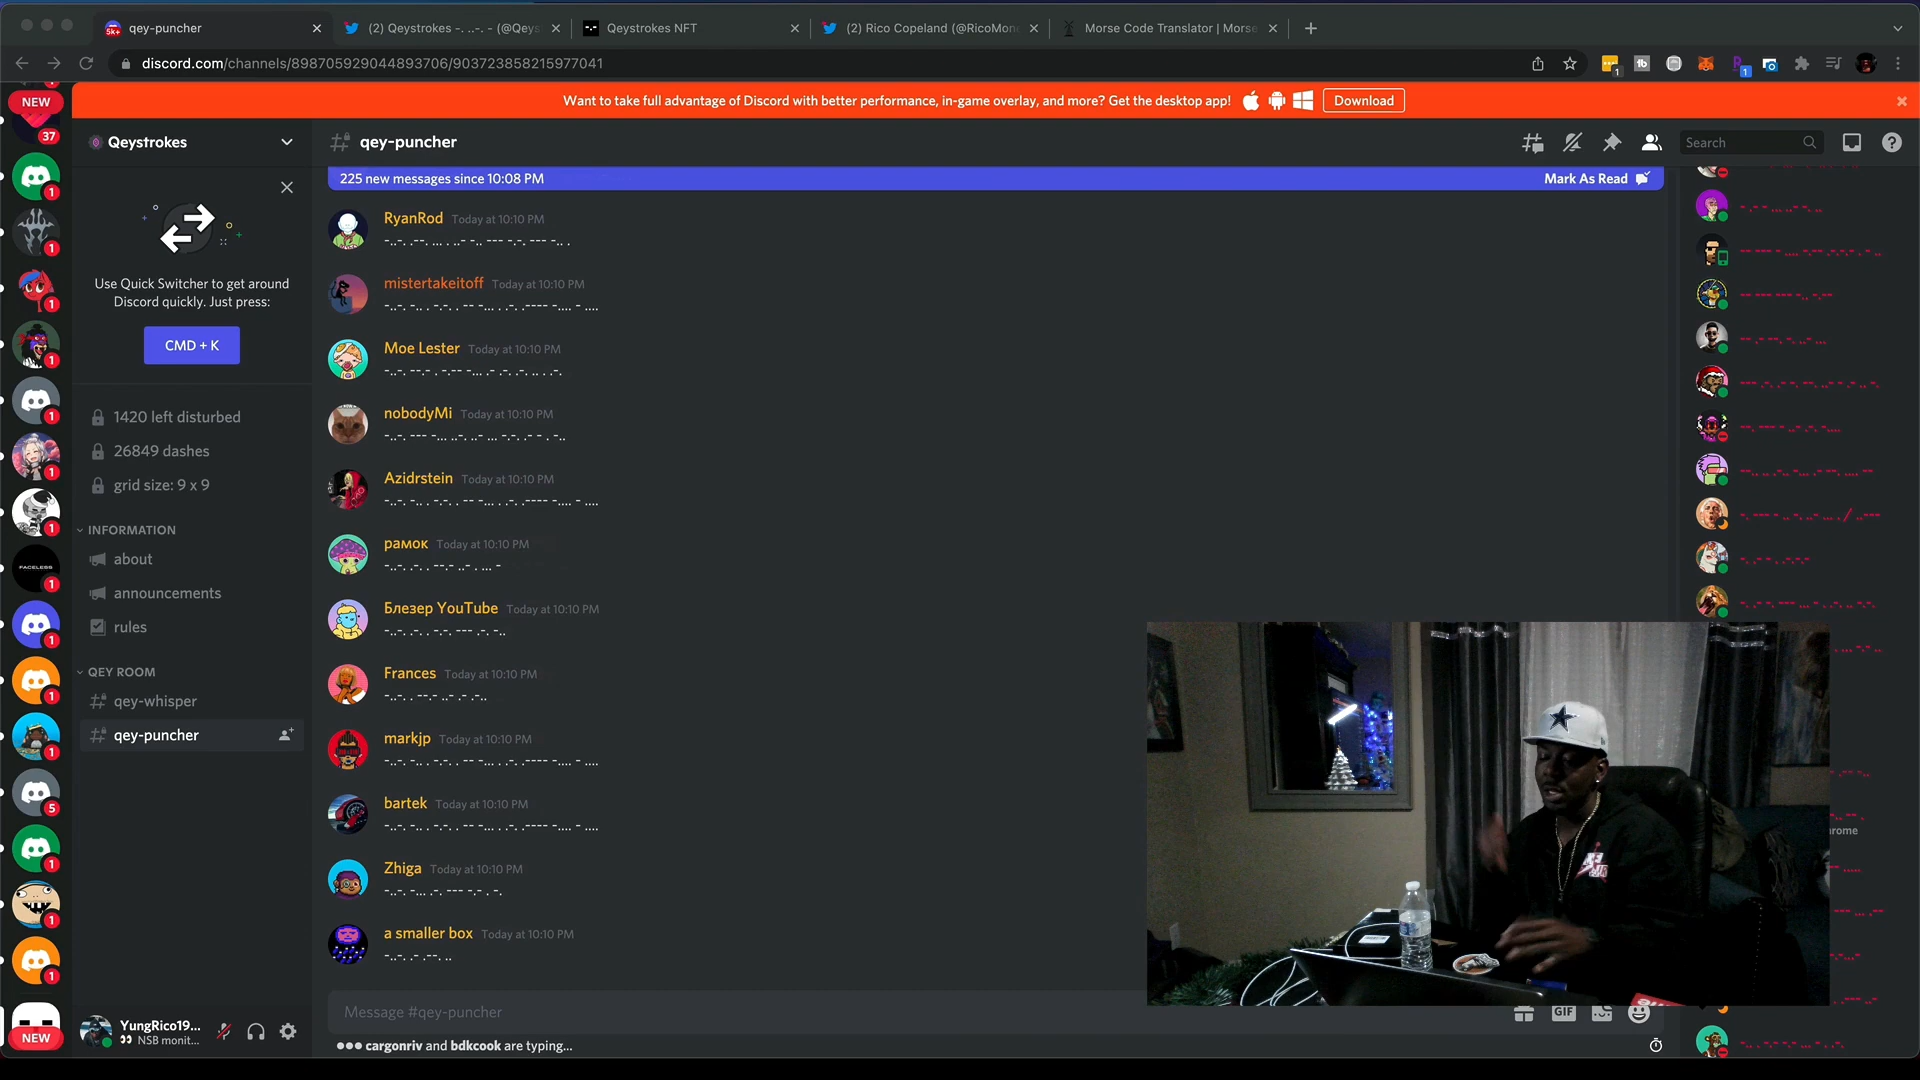 qey-puncher
(2) Qeystrokes -. ..-. - (@Qeys
Qeystrokes NFT
(2) Rico Copeland (@RicoMon
Morse Code Translator | Morse
discord.com/channels/898705929044893706/903723858215977041
Want to take full advantage of Discord with better performance, in-game overlay, and more? Get the desktop app!
Download
NEW
37
Qeystrokes
qey-puncher
Search
225 new messages since 10:08 PM
Mark As Read
Use Quick Switcher to get around
Discord quickly. Just press:
CMD + K
1420 left disturbed
26849 dashes
grid size: 9 x 9
INFORMATION
about
announcements
rules
QEY ROOM
qey-whisper
qey-puncher
RyanRod Today at 10:10 PM
-..-. .--. ... . ..- -.. --- -.-. --- -.. .
mistertakeitoff Today at 10:10 PM
-..-. -.. . -.-. . -- -... . .-. .---- -.... - ....
Moe Lester Today at 10:10 PM
-..-. --.- . -.-- -... .- .-. .-. .. . .-.
nobodyMi Today at 10:10 PM
-..-. --- -... ..-. ..- ... -.-. .- - . -..
Azidrstein Today at 10:10 PM
-..-. -.. . -.-. . -- -... . .-. .---- -.... - ....
рамок Today at 10:10 PM
-..-. .-. . --.- ..- . ... -
Блезер YouTube Today at 10:10 PM
-..-. .-. . -.-. --- .-. -..
Frances Today at 10:10 PM
-..-. . --.- ..- .- .-..
markjp Today at 10:10 PM
-..-. -.. . -.-. . -- -... . .-. .---- -.... - ....
bartek Today at 10:10 PM
-..-. -.. . -.-. . -- -... . .-. .---- -.... - ....
Zhiga Today at 10:10 PM
-..-. -... .-. --- -.- . -.
a smaller box Today at 10:10 PM
-..-. .- .--. ..
Message #qey-puncher
GIF
cargonriv and bdkcook are typing...
FACELESS
YungRico19...
NSB monit...
NEW
rome